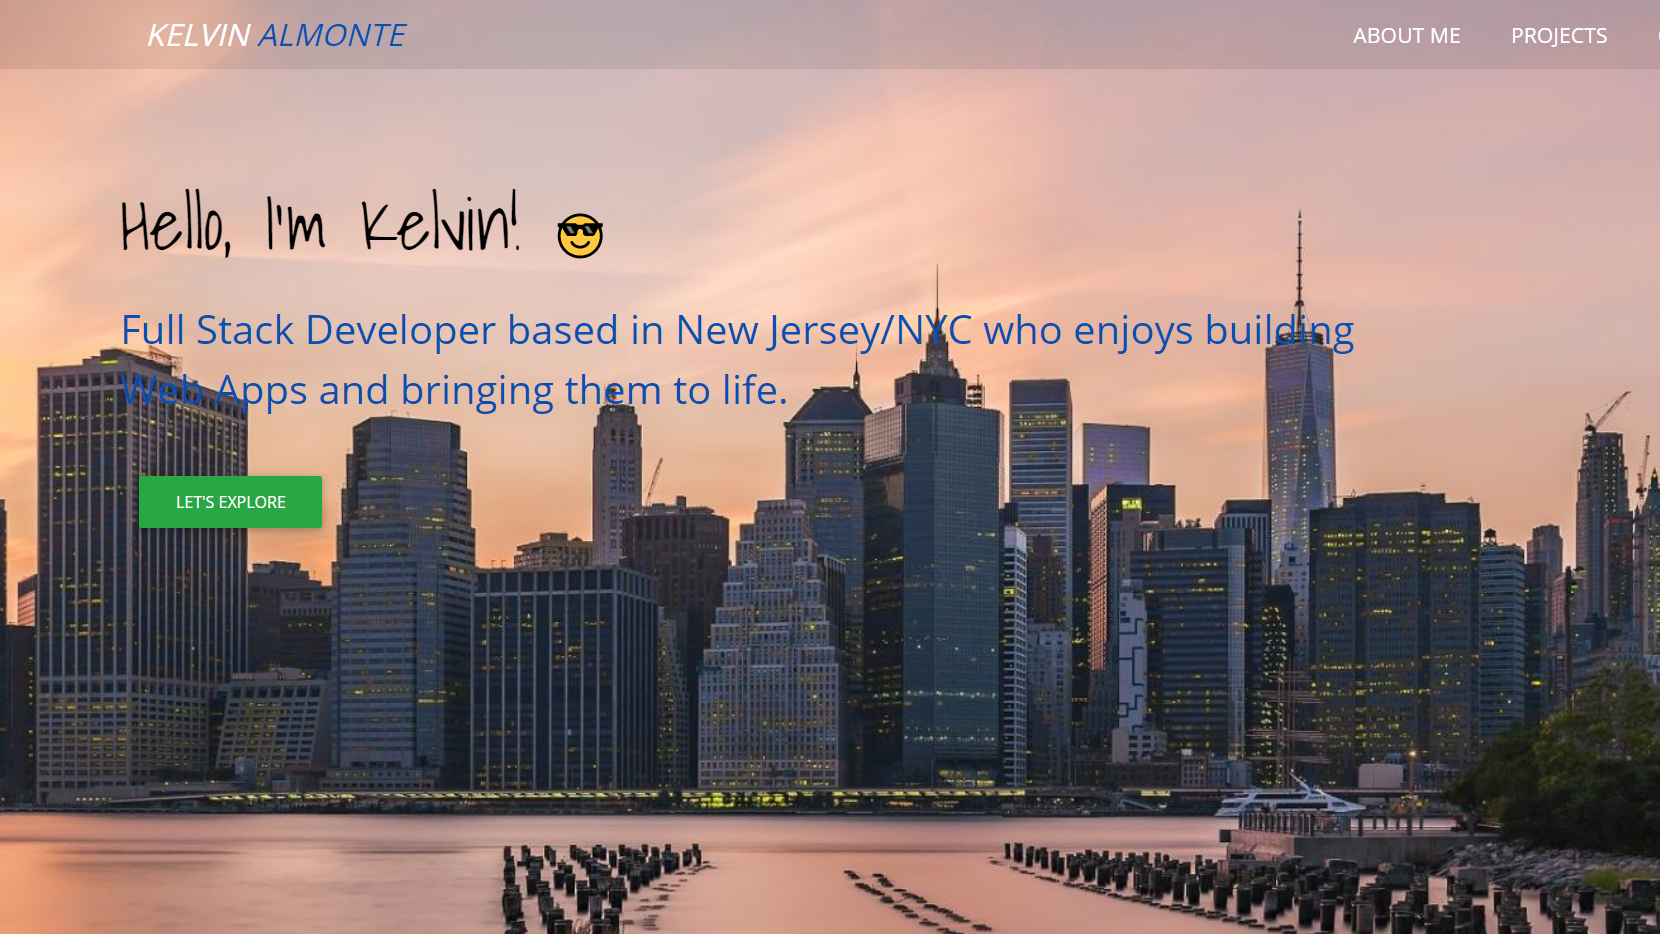 KELVIN ALMONTE
ABOUT ME
PROJECTS
Hello, I'm Kelvin!
Full Stack Developer based in New Jersey/NYC who enjoys building
Web Apps and bringing them to life.
LET'S EXPLORE